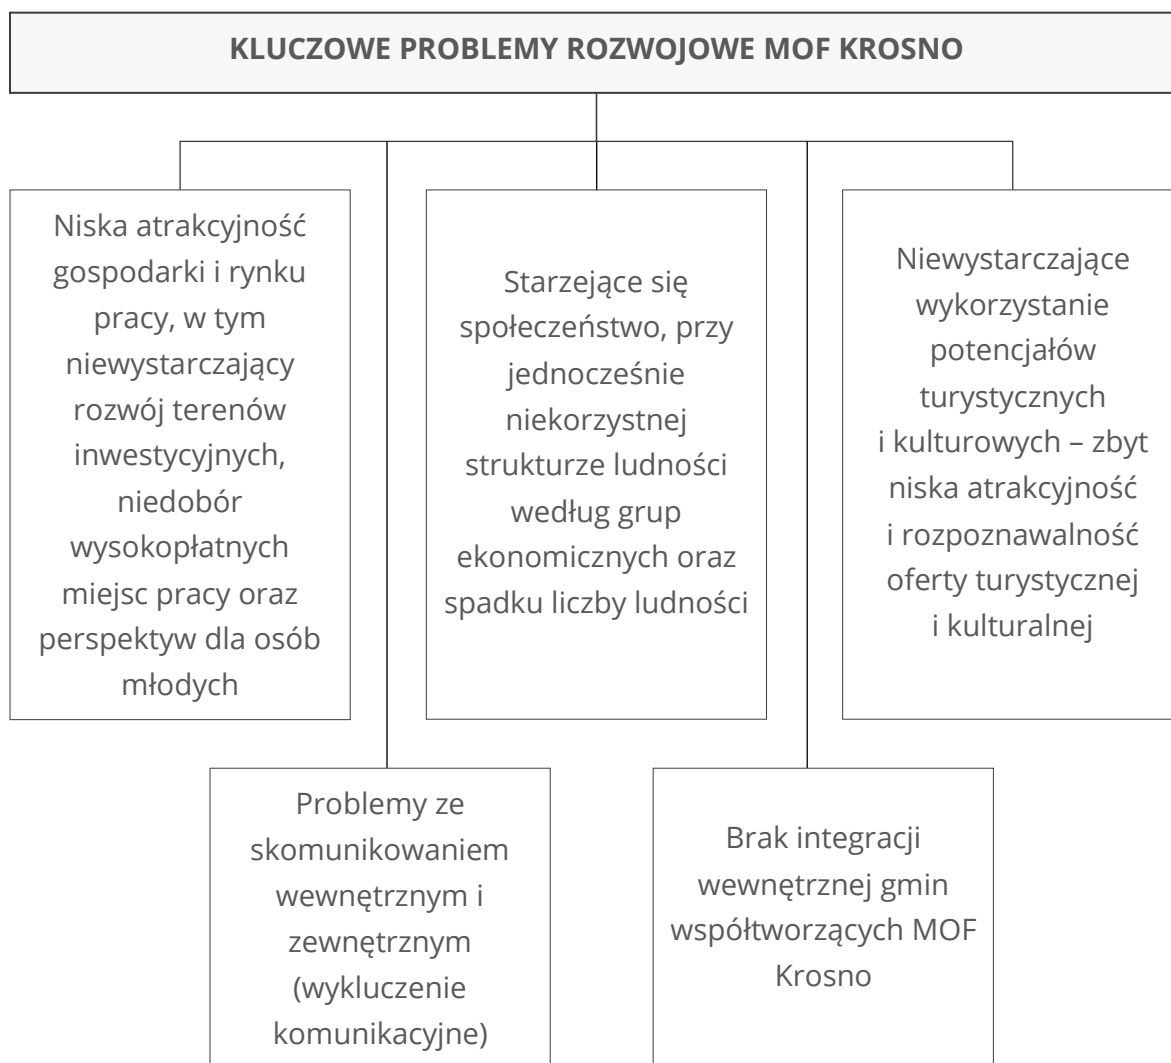 KLUCZOWE PROBLEMY ROZWOJOWE MOF KROSNO
Niska atrakcyjność
gospodarki i rynku
pracy, w tym
niewystarczający
rozwój terenów
inwestycyjnych,
niedobór
wysokopłatnych
miejsc pracy oraz
perspektyw dla osób
młodych
Starzejące się
społeczeństwo, przy
jednocześnie
niekorzystnej
strukturze ludności
według grup
ekonomicznych oraz
spadku liczby ludności
Niewystarczające
wykorzystanie
potencjałów
turystycznych
i kulturowych – zbyt
niska atrakcyjność
i rozpoznawalność
oferty turystycznej
i kulturalnej
Problemy ze
skomunikowaniem
wewnętrznym i
zewnętrznym
(wykluczenie
komunikacyjne)
Brak integracji
wewnętrznej gmin
współtworzących MOF
Krosno